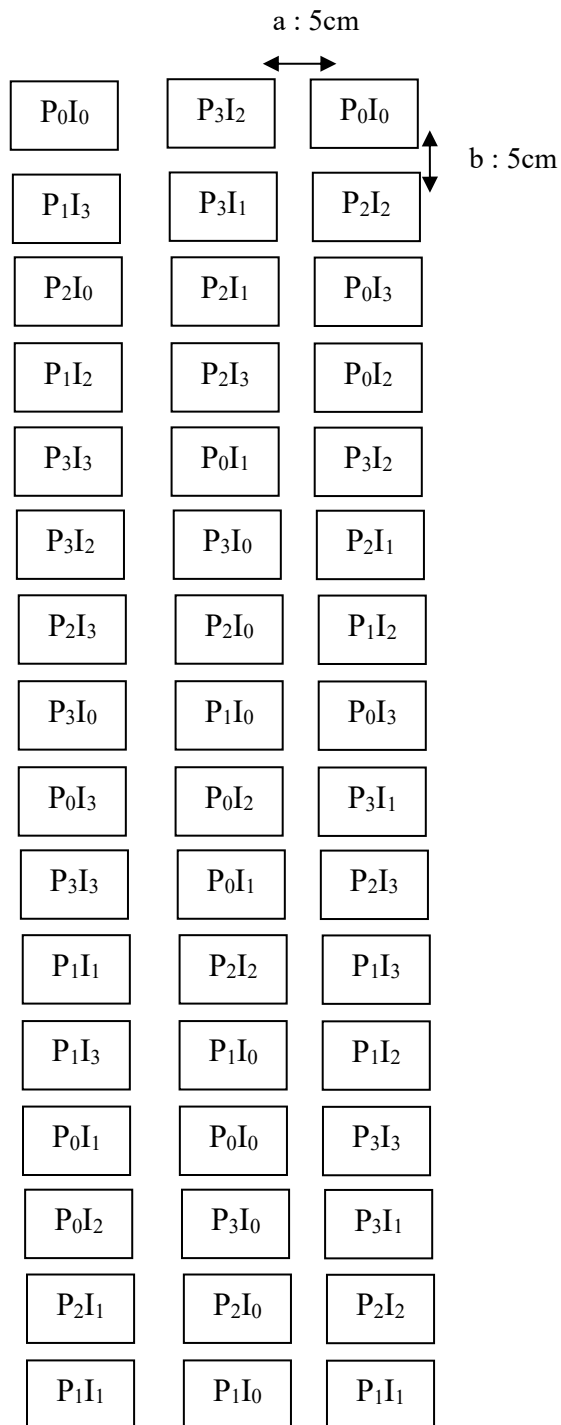 a : 5cm
P₀I₀ P₃I₂ P₀I₀
b : 5cm
P₁I₃ P₃I₁ P₂I₂
P₂I₀ P₂I₁ P₀I₃
P₁I₂ P₂I₃ P₀I₂
P₃I₃ P₀I₁ P₃I₂
P₃I₂ P₃I₀ P₂I₁
P₂I₃ P₂I₀ P₁I₂
P₃I₀ P₁I₀ P₀I₃
P₀I₃ P₀I₂ P₃I₁
P₃I₃ P₀I₁ P₂I₃
P₁I₁ P₂I₂ P₁I₃
P₁I₃ P₁I₀ P₁I₂
P₀I₁ P₀I₀ P₃I₃
P₀I₂ P₃I₀ P₃I₁
P₂I₁ P₂I₀ P₂I₂
P₁I₁ P₁I₀ P₁I₁